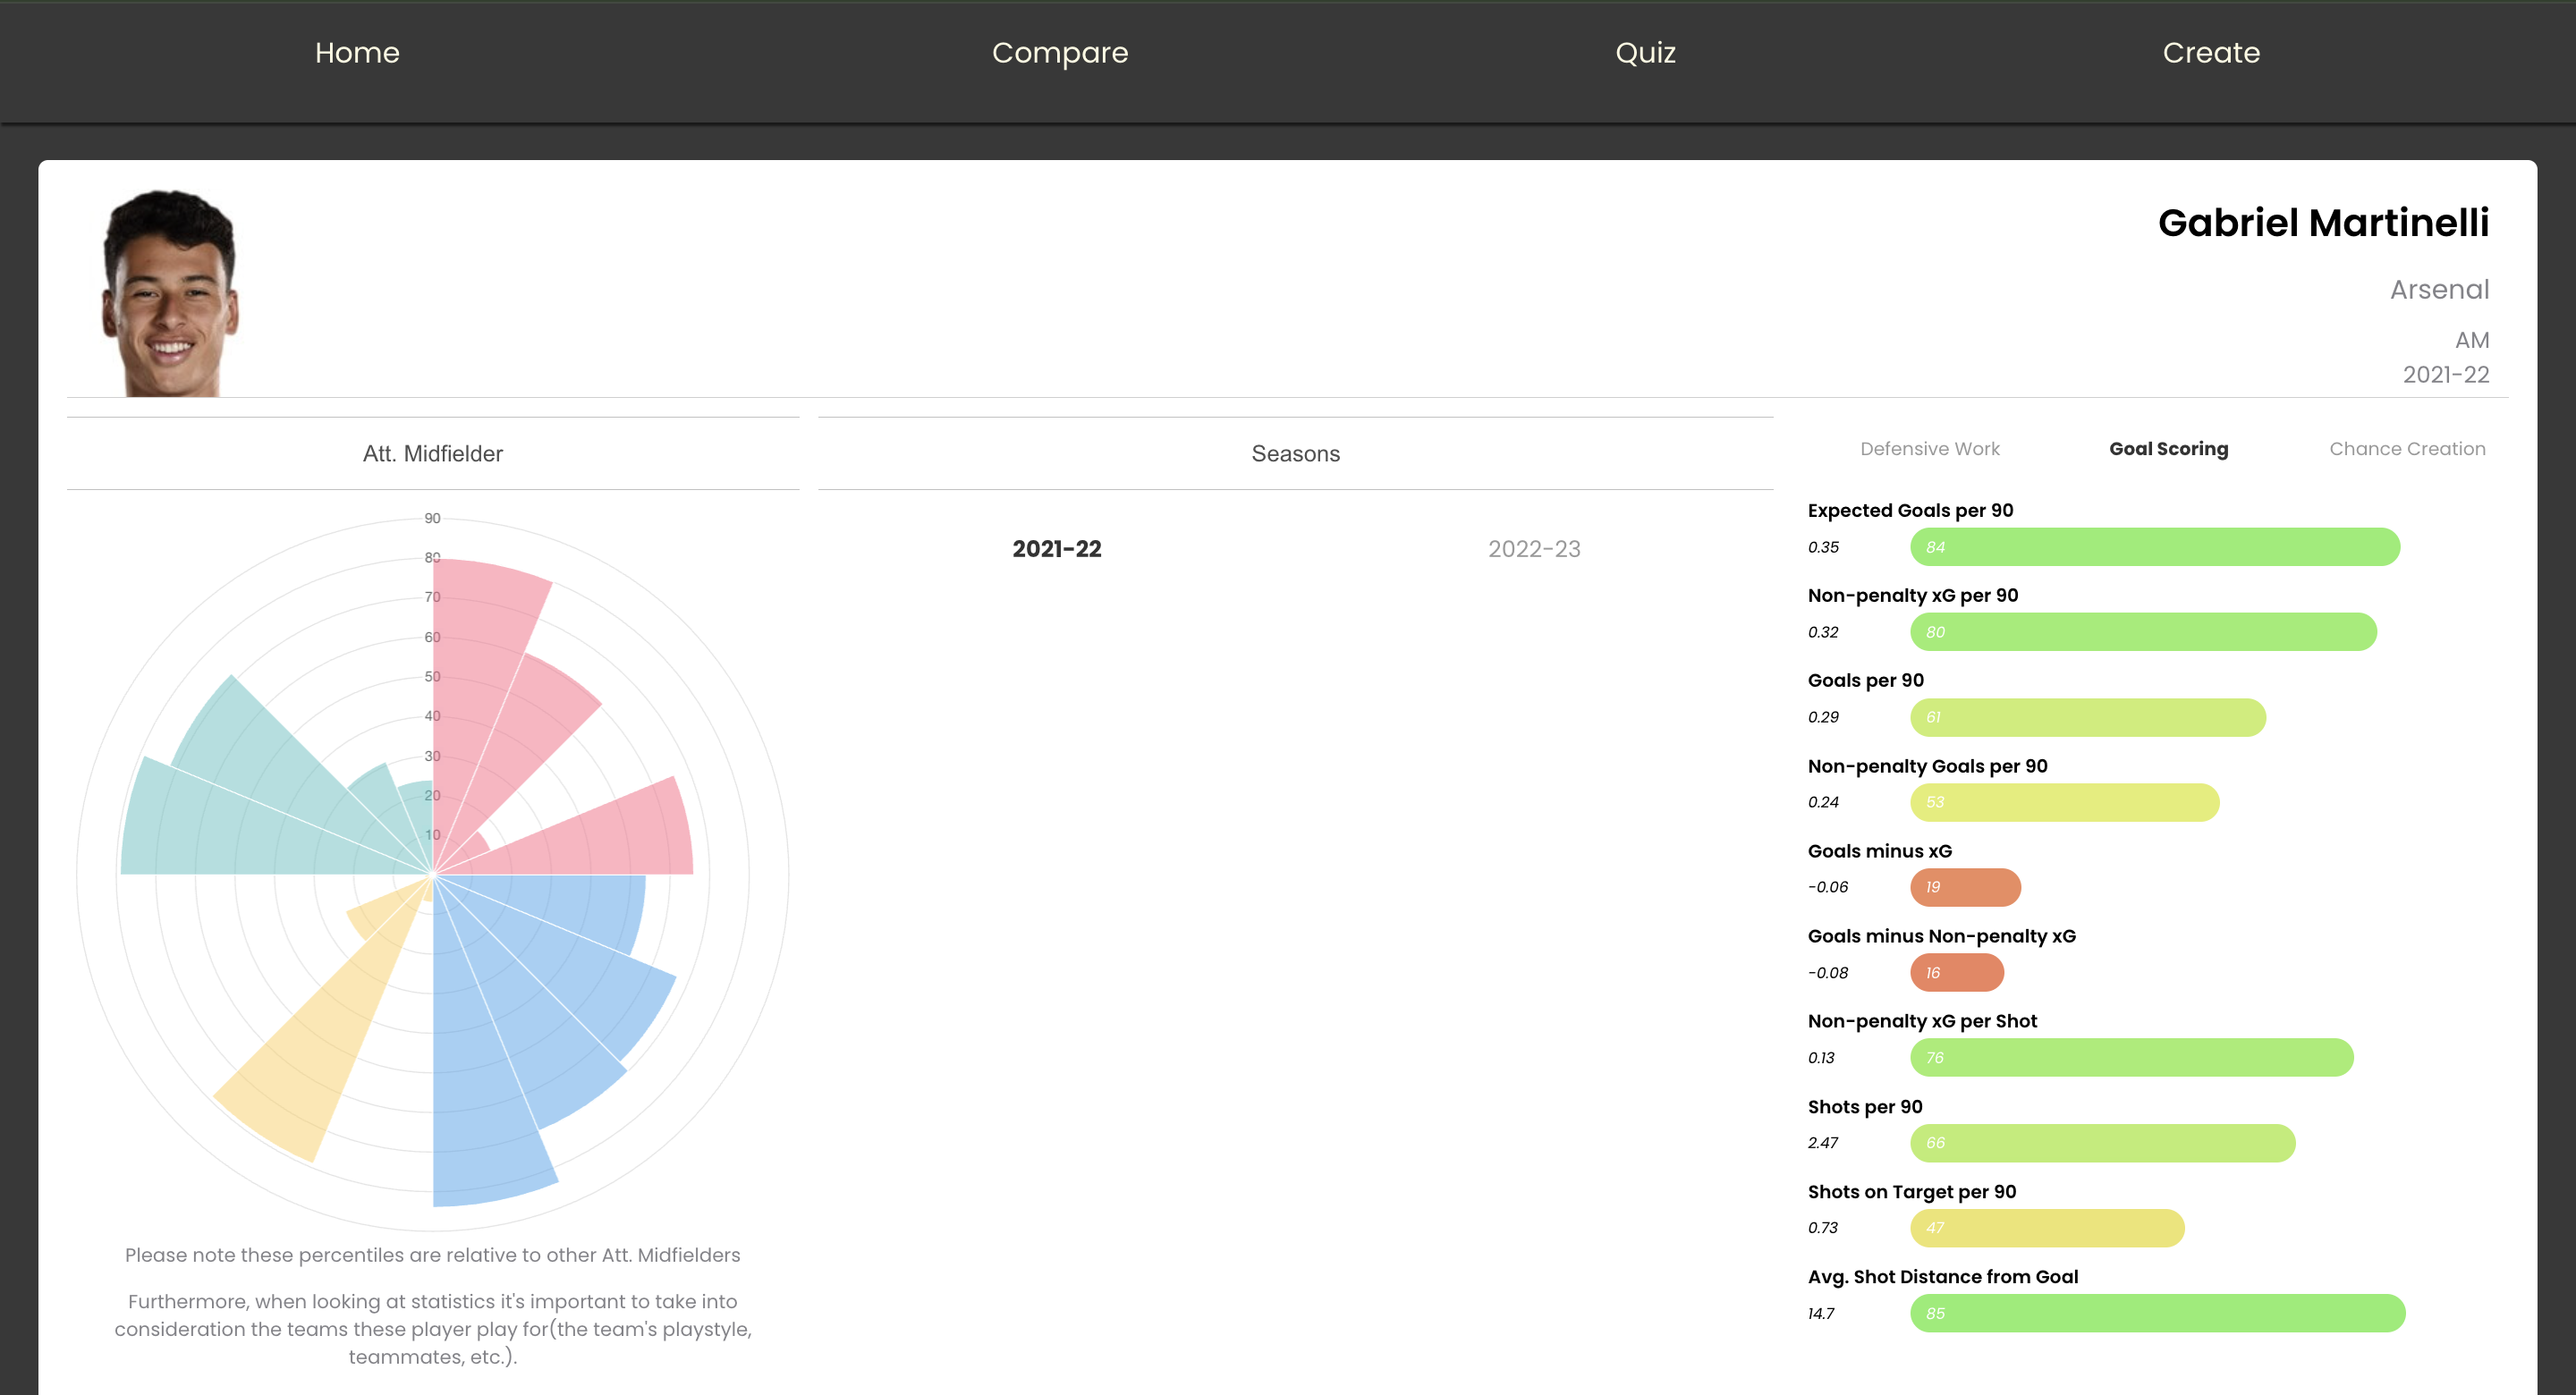 Home
Compare
Quiz
Create
Gabriel Martinelli
Arsenal
AM
2021-22
Att. Midfielder
90
80
70
60
50
40
30
20
10
Please note these percentiles are relative to other Att. Midfielders
Furthermore, when looking at statistics it's important to take into
consideration the teams these player play for(the team's playstyle,
teammates, etc.).
Seasons
2021-22
2022-23
Defensive Work
Goal Scoring
Chance Creation
Expected Goals per 90
0.35
84
Non-penalty xG per 90
0.32
80
Goals per 90
0.29
61
Non-penalty Goals per 90
0.24
53
Goals minus xG
-0.06
19
Goals minus Non-penalty xG
-0.08
16
Non-penalty xG per Shot
0.13
76
Shots per 90
2.47
66
Shots on Target per 90
0.73
47
Avg. Shot Distance from Goal
14.7
85